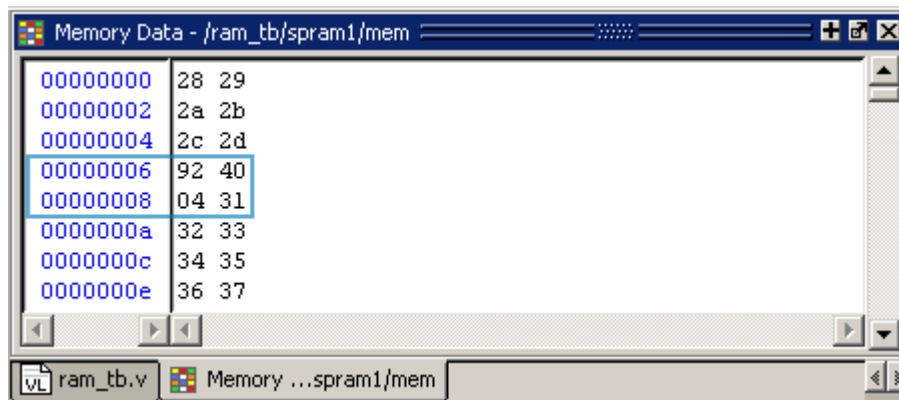 Memory Data - /ram_tb/spram1/mem
00000000 28 29
00000002 2a 2b
00000004 2c 2d
00000006 92 40
00000008 04 31
0000000a 32 33
0000000c 34 35
0000000e 36 37
VL ram_tb.v Memory ...spram1/mem